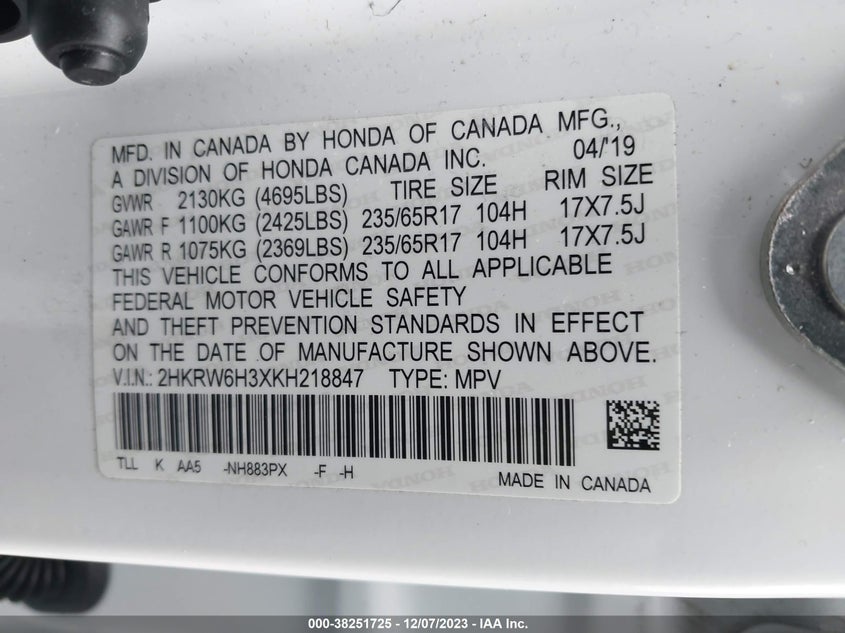 MFD. IN CANADA BY HONDA OF CANADA MFG.,
A DIVISION OF HONDA CANADA INC. 04/'19
GVWR 2130KG (4695LBS) TIRE SIZE RIM SIZE
GAWR F 1100KG (2425LBS) 235/65R17 104H 17X7.5J
GAWR R 1075KG (2369LBS) 235/65R17 104H 17X7.5J
THIS VEHICLE CONFORMS TO ALL APPLICABLE
FEDERAL MOTOR VEHICLE SAFETY
AND THEFT PREVENTION STANDARDS IN EFFECT
ON THE DATE OF MANUFACTURE SHOWN ABOVE.
V.I.N.: 2HKRW6H3XKH218847 TYPE: MPV
TLL K AA5 -NH883PX -F -H
MADE IN CANADA
000-38251725 - 12/07/2023 - IAA Inc.